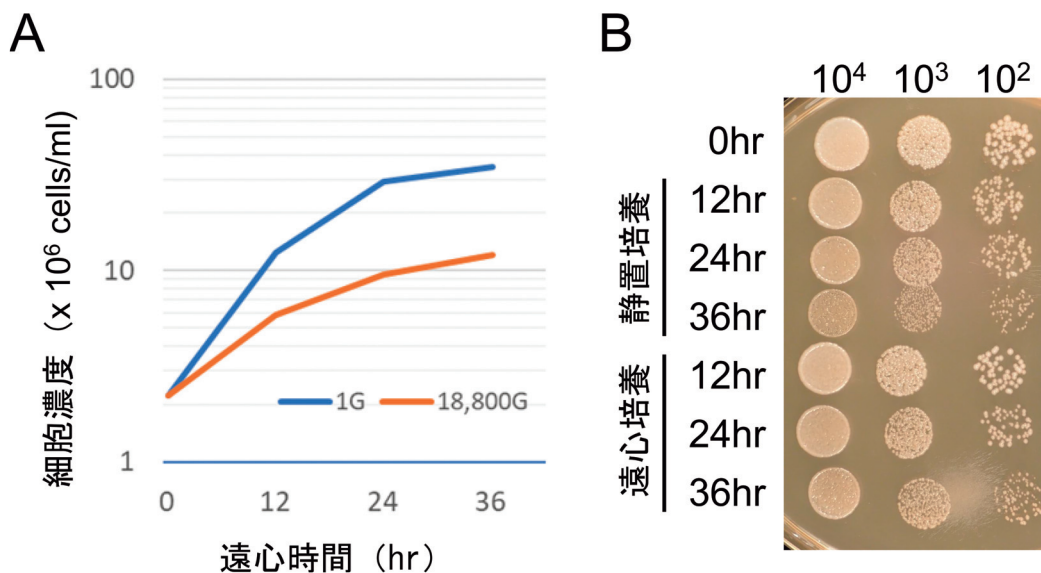 A
細胞濃度 (x 10⁶ cells/ml)
100
10
1
1G
18,800G
0
12
24
36
遠心時間 (hr)
B
10⁴ 10³ 10²
0hr
静置培養
12hr
24hr
36hr
遠心培養
12hr
24hr
36hr